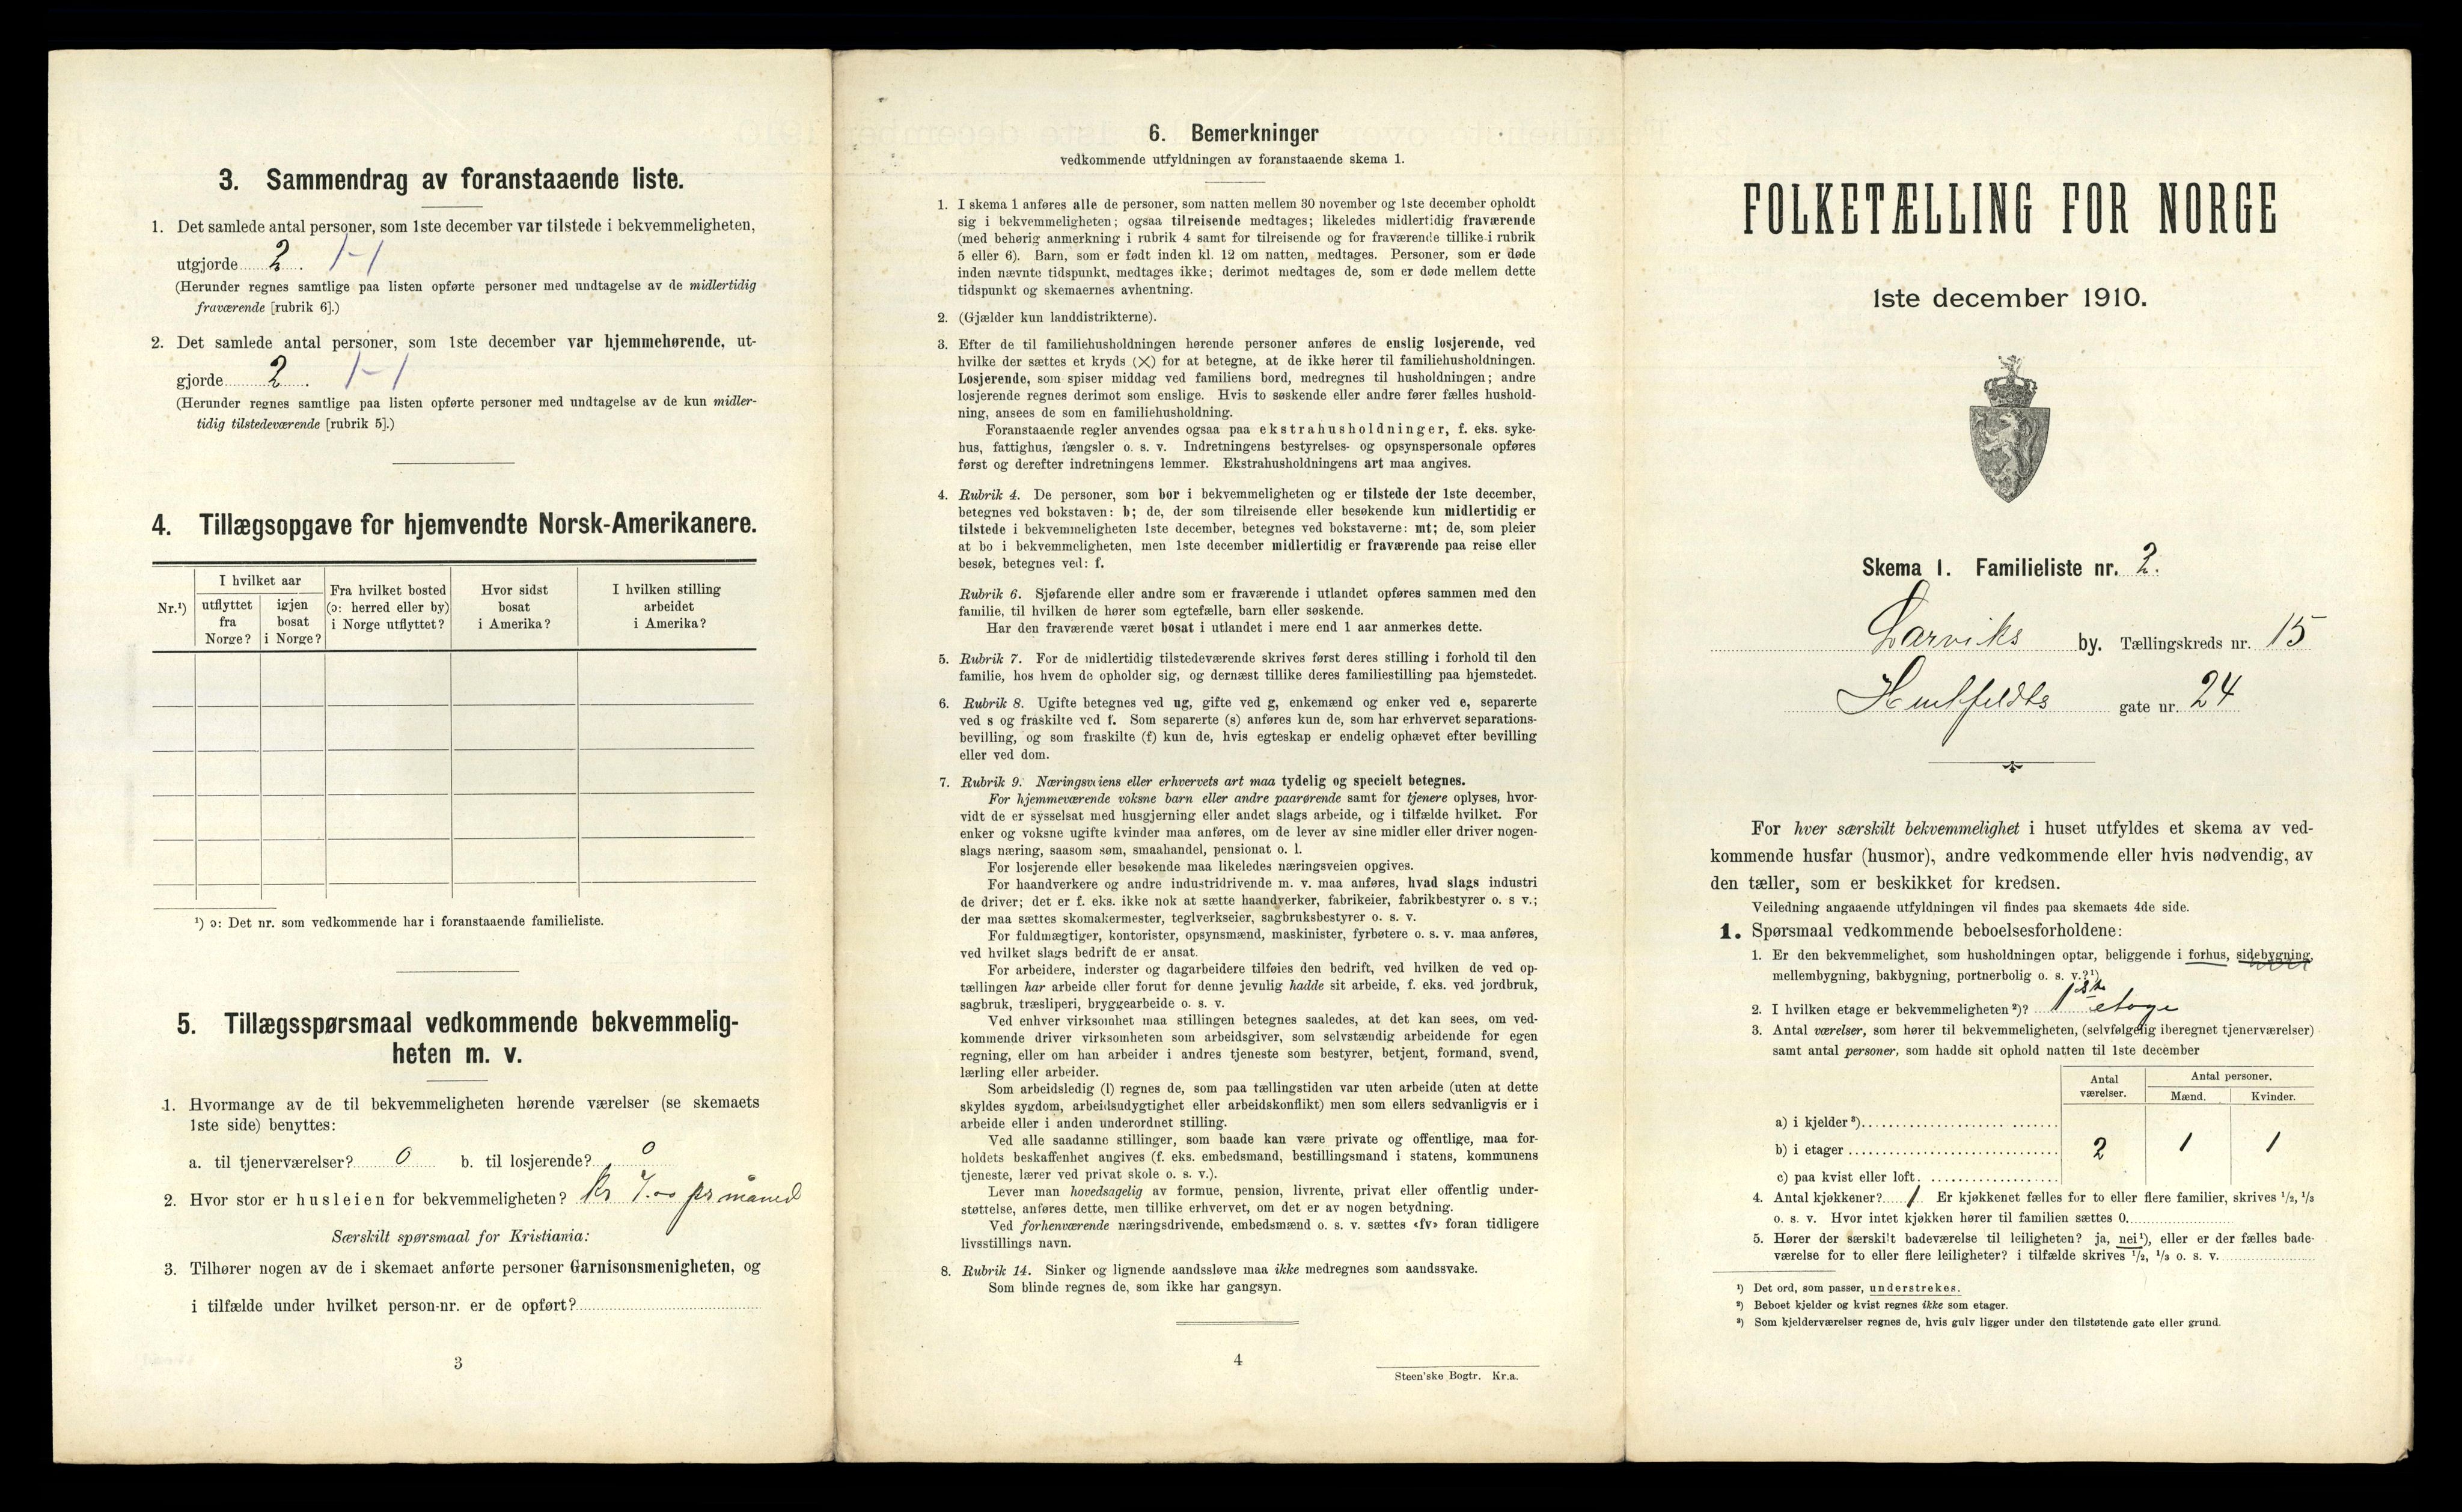 3. Sammendrag av foranstaaende liste.
1. Det samlede antal personer, som 1ste december var tilstede i bekvemmeligheten,
utgjorde 2. 1-1
(Herunder regnes samtlige paa listen opførte personer med undtagelse av de midlertidig
fraværende [rubrik 6].)
2. Det samlede antal personer, som 1ste december var hjemmehørende, ut-
gjorde 2. 1-1
(Herunder regnes samtlige paa listen opførte personer med undtagelse av de kun midler-
tidig tilstedeværende [rubrik 5].)
4. Tillægsopgave for hjemvendte Norsk-Amerikanere.
Nr.¹)
I hvilket aar
utflyttet
fra
Norge?
igjen
bosat
i Norge?
Fra hvilket bosted
(ɔ: herred eller by)
i Norge utflyttet?
Hvor sidst
bosat
i Amerika?
I hvilken stilling
arbeidet
i Amerika?
¹) ɔ: Det nr. som vedkommende har i foranstaaende familieliste.
5. Tillægsspørsmaal vedkommende bekvemmelig-
heten m. v.
1. Hvormange av de til bekvemmeligheten hørende værelser (se skemaets
1ste side) benyttes:
a. til tjenerværelser? 0 b. til losjerende? 0
2. Hvor stor er husleien for bekvemmeligheten? Kr 7.00 pr måned
Særskilt spørsmaal for Kristiania:
3. Tilhører nogen av de i skemaet anførte personer Garnisonsmenigheten, og
i tilfælde under hvilket person-nr. er de opført?
3
6. Bemerkninger
vedkommende utfyldningen av foranstaaende skema 1.
1. I skema 1 anføres alle de personer, som natten mellem 30 november og 1ste december opholdt
sig i bekvemmeligheten; ogsaa tilreisende medtages; likeledes midlertidig fraværende
(med behørig anmerkning i rubrik 4 samt for tilreisende og for fraværende tillike i rubrik
5 eller 6). Barn, som er født inden kl. 12 om natten, medtages. Personer, som er døde
inden nævnte tidspunkt, medtages ikke; derimot medtages de, som er døde mellem dette
tidspunkt og skemaernes avhentning.
2. (Gjælder kun landdistrikterne).
3. Efter de til familiehusholdningen hørende personer anføres de enslig losjerende, ved
hvilke der sættes et kryds (×) for at betegne, at de ikke hører til familiehusholdningen.
Losjerende, som spiser middag ved familiens bord, medregnes til husholdningen; andre
losjerende regnes derimot som enslige. Hvis to søskende eller andre fører fælles hushold-
ning, ansees de som en familiehusholdning.
Foranstaaende regler anvendes ogsaa paa ekstrahusholdninger, f. eks. syke-
hus, fattighus, fængsler o. s. v. Indretningens bestyrelses- og opsynspersonale opføres
først og derefter indretningens lemmer. Ekstrahusholdningens art maa angives.
4. Rubrik 4. De personer, som bor i bekvemmeligheten og er tilstede der 1ste december,
betegnes ved bokstaven: b; de, der som tilreisende eller besøkende kun midlertidig er
tilstede i bekvemmeligheten 1ste december, betegnes ved bokstaverne: mt; de, som pleier
at bo i bekvemmeligheten, men 1ste december midlertidig er fraværende paa reise eller
besøk, betegnes ved: f.
Rubrik 6. Sjøfarende eller andre som er fraværende i utlandet opføres sammen med den
familie, til hvilken de hører som egtefælle, barn eller søskende.
Har den fraværende været bosat i utlandet i mere end 1 aar anmerkes dette.
5. Rubrik 7. For de midlertidig tilstedeværende skrives først deres stilling i forhold til den
familie, hos hvem de opholder sig, og dernæst tillike deres familiestilling paa hjemstedet.
6. Rubrik 8. Ugifte betegnes ved ug, gifte ved g, enkemænd og enker ved e, separerte
ved s og fraskilte ved f. Som separerte (s) anføres kun de, som har erhvervet separations-
bevilling, og som fraskilte (f) kun de, hvis egteskap er endelig ophævet efter bevilling
eller ved dom.
7. Rubrik 9. Næringsveiens eller erhvervets art maa tydelig og specielt betegnes.
For hjemmeværende voksne barn eller andre paarørende samt for tjenere oplyses, hvor-
vidt de er sysselsat med husgjerning eller andet slags arbeide, og i tilfælde hvilket. For
enker og voksne ugifte kvinder maa anføres, om de lever av sine midler eller driver nogen-
slags næring, saasom søm, smaahandel, pensionat o. l.
For losjerende eller besøkende maa likeledes næringsveien opgives.
For haandverkere og andre industridrivende m. v. maa anføres, hvad slags industri
de driver; det er f. eks. ikke nok at sætte haandverker, fabrikeier, fabrikbestyrer o. s v.;
der maa sættes skomakermester, teglverkseier, sagbruksbestyrer o. s. v.
For fuldmægtiger, kontorister, opsynsmænd, maskinister, fyrbøtere o. s. v. maa anføres,
ved hvilket slags bedrift de er ansat.
For arbeidere, inderster og dagarbeidere tilføies den bedrift, ved hvilken de ved op-
tællingen har arbeide eller forut for denne jevnlig hadde sit arbeide, f. eks. ved jordbruk,
sagbruk, træsliperi, bryggearbeide o. s. v.
Ved enhver virksomhet maa stillingen betegnes saaledes, at det kan sees, om ved-
kommende driver virksomheten som arbeidsgiver, som selvstændig arbeidende for egen
regning, eller om han arbeider i andres tjeneste som bestyrer, betjent, formand, svend,
lærling eller arbeider.
Som arbeidsledig (l) regnes de, som paa tællingstiden var uten arbeide (uten at dette
skyldes sygdom, arbeidsudygtighet eller arbeidskonflikt) men som ellers sedvanligvis er i
arbeide eller i anden underordnet stilling.
Ved alle saadanne stillinger, som baade kan være private og offentlige, maa for-
holdets beskaffenhet angives (f. eks. embedsmand, bestillingsmand i statens, kommunens
tjeneste, lærer ved privat skole o. s. v.).
Lever man hovedsagelig av formue, pension, livrente, privat eller offentlig under-
støttelse, anføres dette, men tillike erhvervet, om det er av nogen betydning.
Ved forhenværende næringsdrivende, embedsmænd o. s. v. sættes «fv» foran tidligere
livsstillings navn.
8. Rubrik 14. Sinker og lignende aandssløve maa ikke medregnes som aandssvake.
Som blinde regnes de, som ikke har gangsyn.
4
Steen'ske Bogtr. Kr.a.
FOLKETÆLLING FOR NORGE
1ste december 1910.
Skema 1. Familieliste nr. 2.
Larviks by. Tællingskreds nr. 15
gate nr. 24
For hver særskilt bekvemmelighet i huset utfyldes et skema av ved-
kommende husfar (husmor), andre vedkommende eller hvis nødvendig, av
den tæller, som er beskikket for kredsen.
Veiledning angaaende utfyldningen vil findes paa skemaets 4de side.
1. Spørsmaal vedkommende beboelsesforholdene:
1. Er den bekvemmelighet, som husholdningen optar, beliggende i forhus, sidebygning,
mellembygning, bakbygning, portnerbolig o. s. v.?¹)
2. I hvilken etage er bekvemmeligheten ²)? 1ste etage
3. Antal værelser, som hører til bekvemmeligheten, (selvfølgelig iberegnet tjenerværelser)
samt antal personer, som hadde sit ophold natten til 1ste december
Antal
værelser.
Antal personer.
Mænd. Kvinder.
a) i kjelder ³)
b) i etager 2 1 1
c) paa kvist eller loft
4. Antal kjøkkener? 1 Er kjøkkenet fælles for to eller flere familier, skrives ¹/₂, ¹/₃
o. s. v. Hvor intet kjøkken hører til familien sættes 0.
5. Hører der særskilt badeværelse til leiligheten? ja, nei¹), eller er der fælles bade-
værelse for to eller flere leiligheter? i tilfælde skrives ¹/₂, ¹/₃ o. s. v.
¹) Det ord, som passer, understrekes.
²) Beboet kjelder og kvist regnes ikke som etager.
³) Som kjelderværelser regnes de, hvis gulv ligger under den tilstøtende gate eller grund.